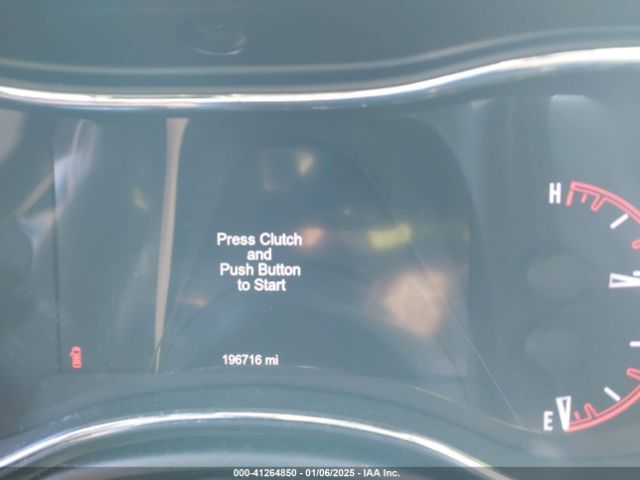 H
Press Clutch
and
Push Button
to Start
196716 mi
E
000-41264850 - 01/06/2025 - IAA Inc.